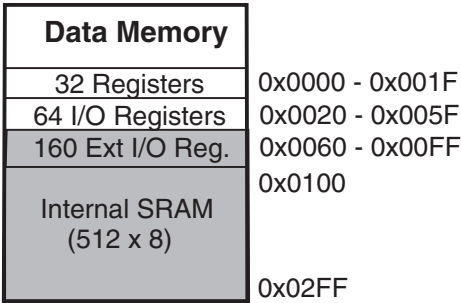 Data Memory
32 Registers 0x0000 - 0x001F
64 I/O Registers 0x0020 - 0x005F
160 Ext I/O Reg. 0x0060 - 0x00FF
0x0100
Internal SRAM
(512 x 8)
0x02FF